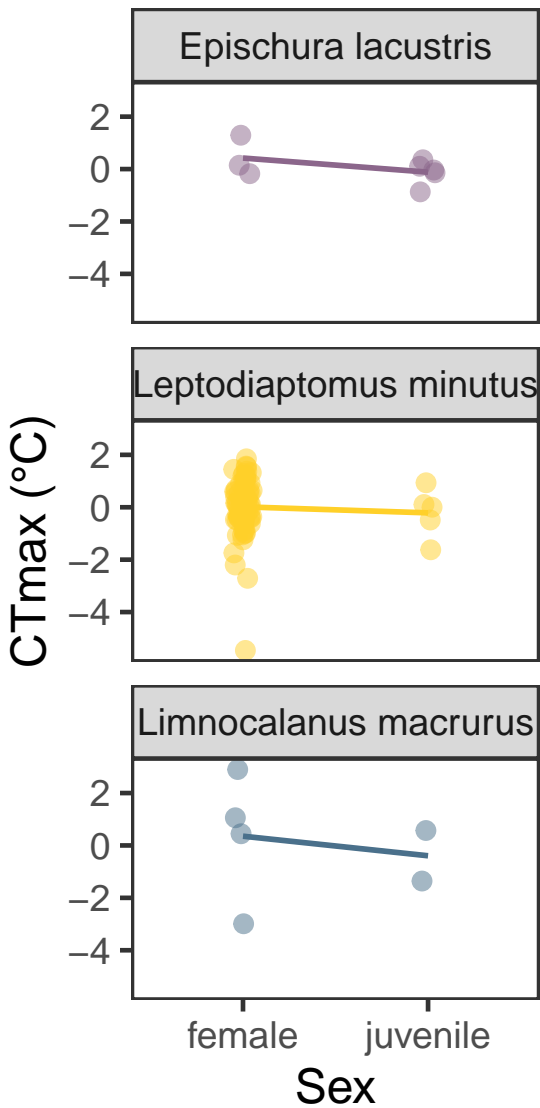 Epischura lacustris
2
0
−2
−4
Leptodiaptomus minutus
2
0
−2
−4
CTmax (°C)
Limnocalanus macrurus
2
0
−2
−4
female juvenile
Sex